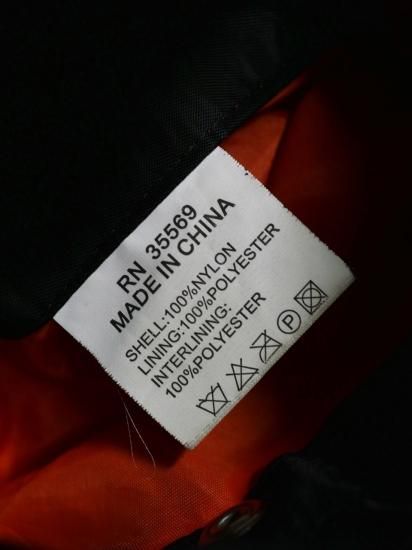 RN 35569
MADE IN CHINA
SHELL:100%NYLON
LINING:100%POLYESTER
INTERLINING:
100%POLYESTER
P